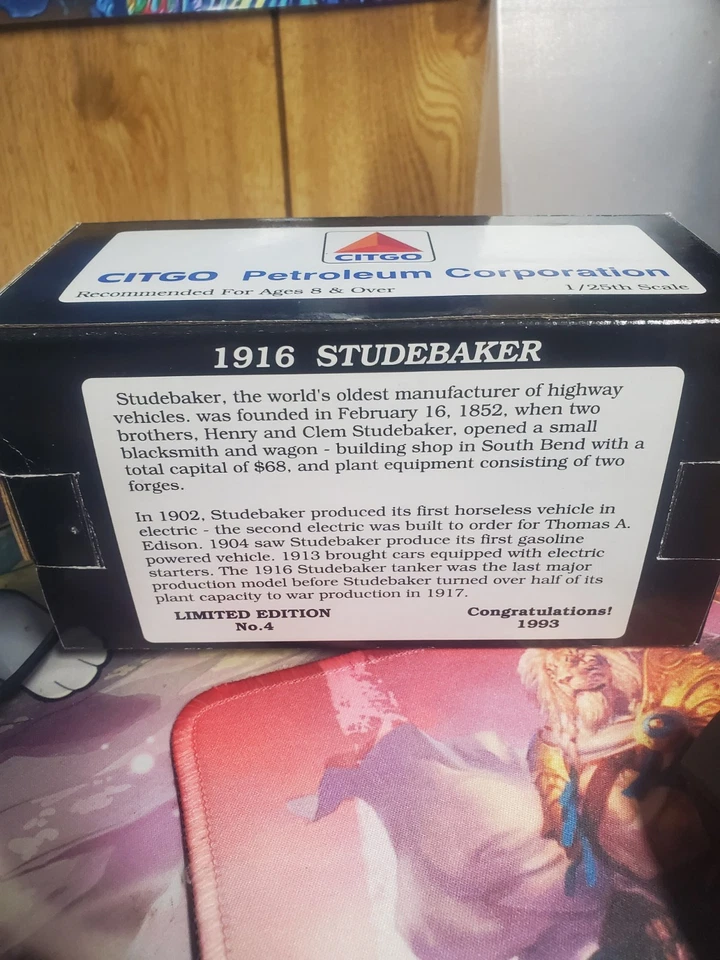 CITGO
CITGO Petroleum Corporation
Recommended For Ages 8 & Over 1/25th Scale
1916 STUDEBAKER
Studebaker, the world's oldest manufacturer of highway
vehicles. was founded in February 16, 1852, when two
brothers, Henry and Clem Studebaker, opened a small
blacksmith and wagon - building shop in South Bend with a
total capital of $68, and plant equipment consisting of two
forges.
In 1902, Studebaker produced its first horseless vehicle in
electric - the second electric was built to order for Thomas A.
Edison. 1904 saw Studebaker produce its first gasoline
powered vehicle. 1913 brought cars equipped with electric
starters. The 1916 Studebaker tanker was the last major
production model before Studebaker turned over half of its
plant capacity to war production in 1917.
LIMITED EDITION Congratulations!
No.4 1993